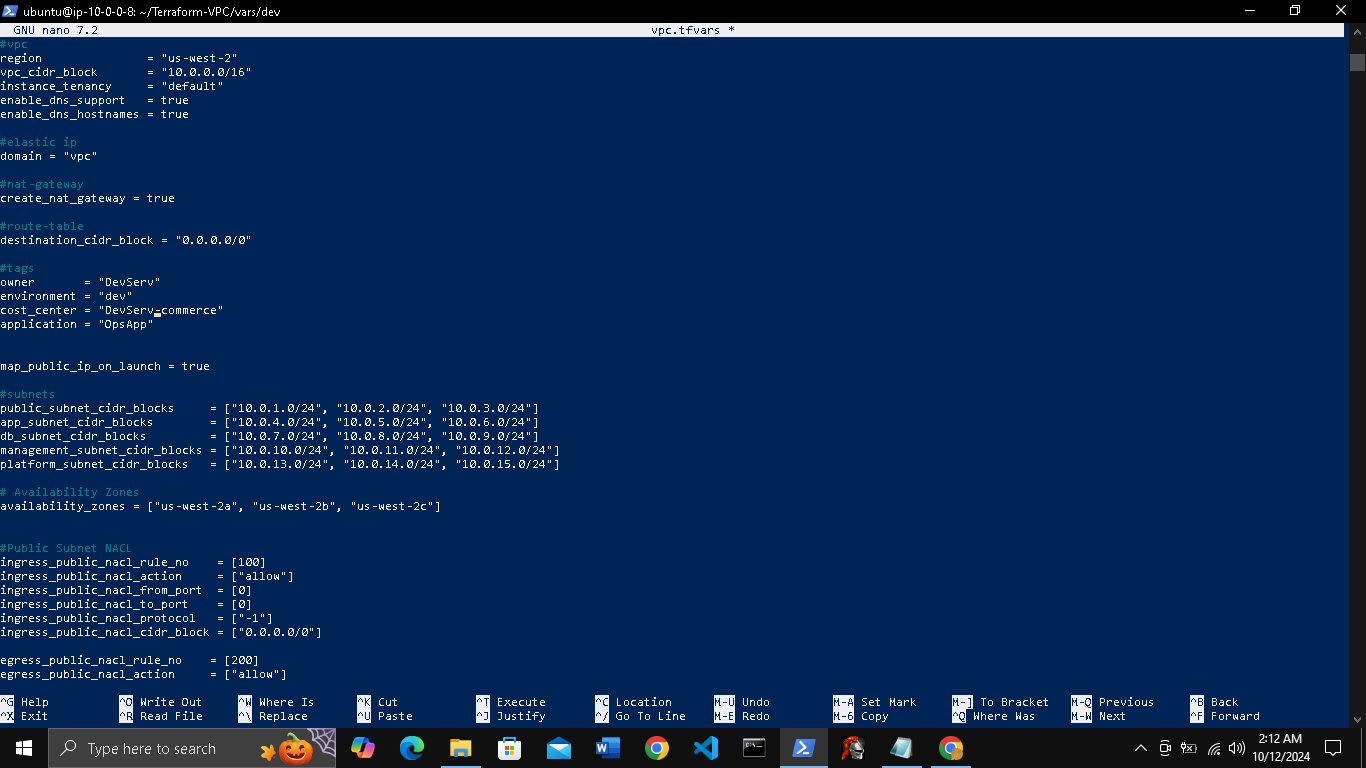 ubuntu@ip-10-0-0-8: ~/Terraform-VPC/vars/dev
GNU nano 7.2 vpc.tfvars *
#vpc
region = "us-west-2"
vpc_cidr_block = "10.0.0.0/16"
instance_tenancy = "default"
enable_dns_support = true
enable_dns_hostnames = true
#elastic ip
domain = "vpc"
#nat-gateway
create_nat_gateway = true
#route-table
destination_cidr_block = "0.0.0.0/0"
#tags
owner = "DevServ"
environment = "dev"
cost_center = "DevServ-commerce"
application = "OpsApp"
map_public_ip_on_launch = true
#subnets
public_subnet_cidr_blocks = ["10.0.1.0/24", "10.0.2.0/24", "10.0.3.0/24"]
app_subnet_cidr_blocks = ["10.0.4.0/24", "10.0.5.0/24", "10.0.6.0/24"]
db_subnet_cidr_blocks = ["10.0.7.0/24", "10.0.8.0/24", "10.0.9.0/24"]
management_subnet_cidr_blocks = ["10.0.10.0/24", "10.0.11.0/24", "10.0.12.0/24"]
platform_subnet_cidr_blocks = ["10.0.13.0/24", "10.0.14.0/24", "10.0.15.0/24"]
# Availability Zones
availability_zones = ["us-west-2a", "us-west-2b", "us-west-2c"]
#Public Subnet NACL
ingress_public_nacl_rule_no = [100]
ingress_public_nacl_action = ["allow"]
ingress_public_nacl_from_port = [0]
ingress_public_nacl_to_port = [0]
ingress_public_nacl_protocol = ["-1"]
ingress_public_nacl_cidr_block = ["0.0.0.0/0"]
egress_public_nacl_rule_no = [200]
egress_public_nacl_action = ["allow"]
^G Help ^O Write Out ^W Where Is ^K Cut ^T Execute ^C Location M-U Undo M-A Set Mark M-] To Bracket M-Q Previous ^B Back
^X Exit ^R Read File ^\ Replace ^U Paste ^J Justify ^/ Go To Line M-E Redo M-6 Copy ^Q Where Was M-W Next ^F Forward
Type here to search
2:12 AM
10/12/2024